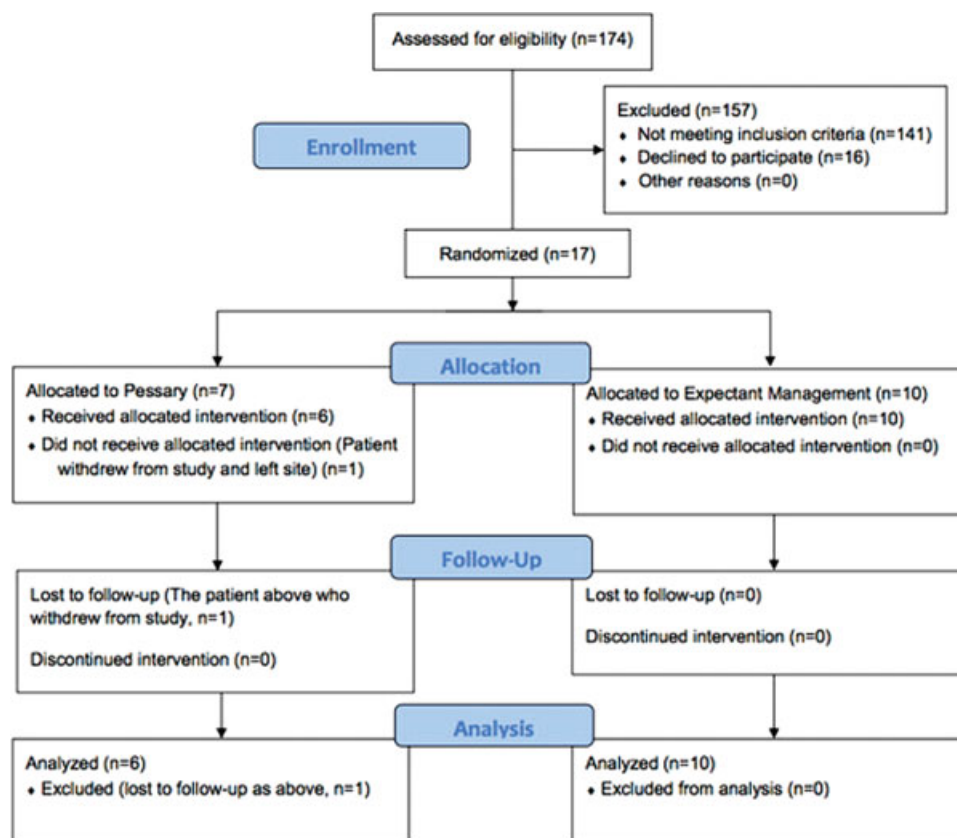 Assessed for eligibility (n=174)
Excluded (n=157)
♦ Not meeting inclusion criteria (n=141)
♦ Declined to participate (n=16)
♦ Other reasons (n=0)
Enrollment
Randomized (n=17)
Allocation
Allocated to Pessary (n=7)
♦ Received allocated intervention (n=6)
♦ Did not receive allocated intervention (Patient
withdrew from study and left site) (n=1)
Allocated to Expectant Management (n=10)
♦ Received allocated intervention (n=10)
♦ Did not receive allocated intervention (n=0)
Follow-Up
Lost to follow-up (The patient above who
withdrew from study, n=1)
Discontinued intervention (n=0)
Lost to follow-up (n=0)
Discontinued intervention (n=0)
Analysis
Analyzed (n=6)
♦ Excluded (lost to follow-up as above, n=1)
Analyzed (n=10)
♦ Excluded from analysis (n=0)